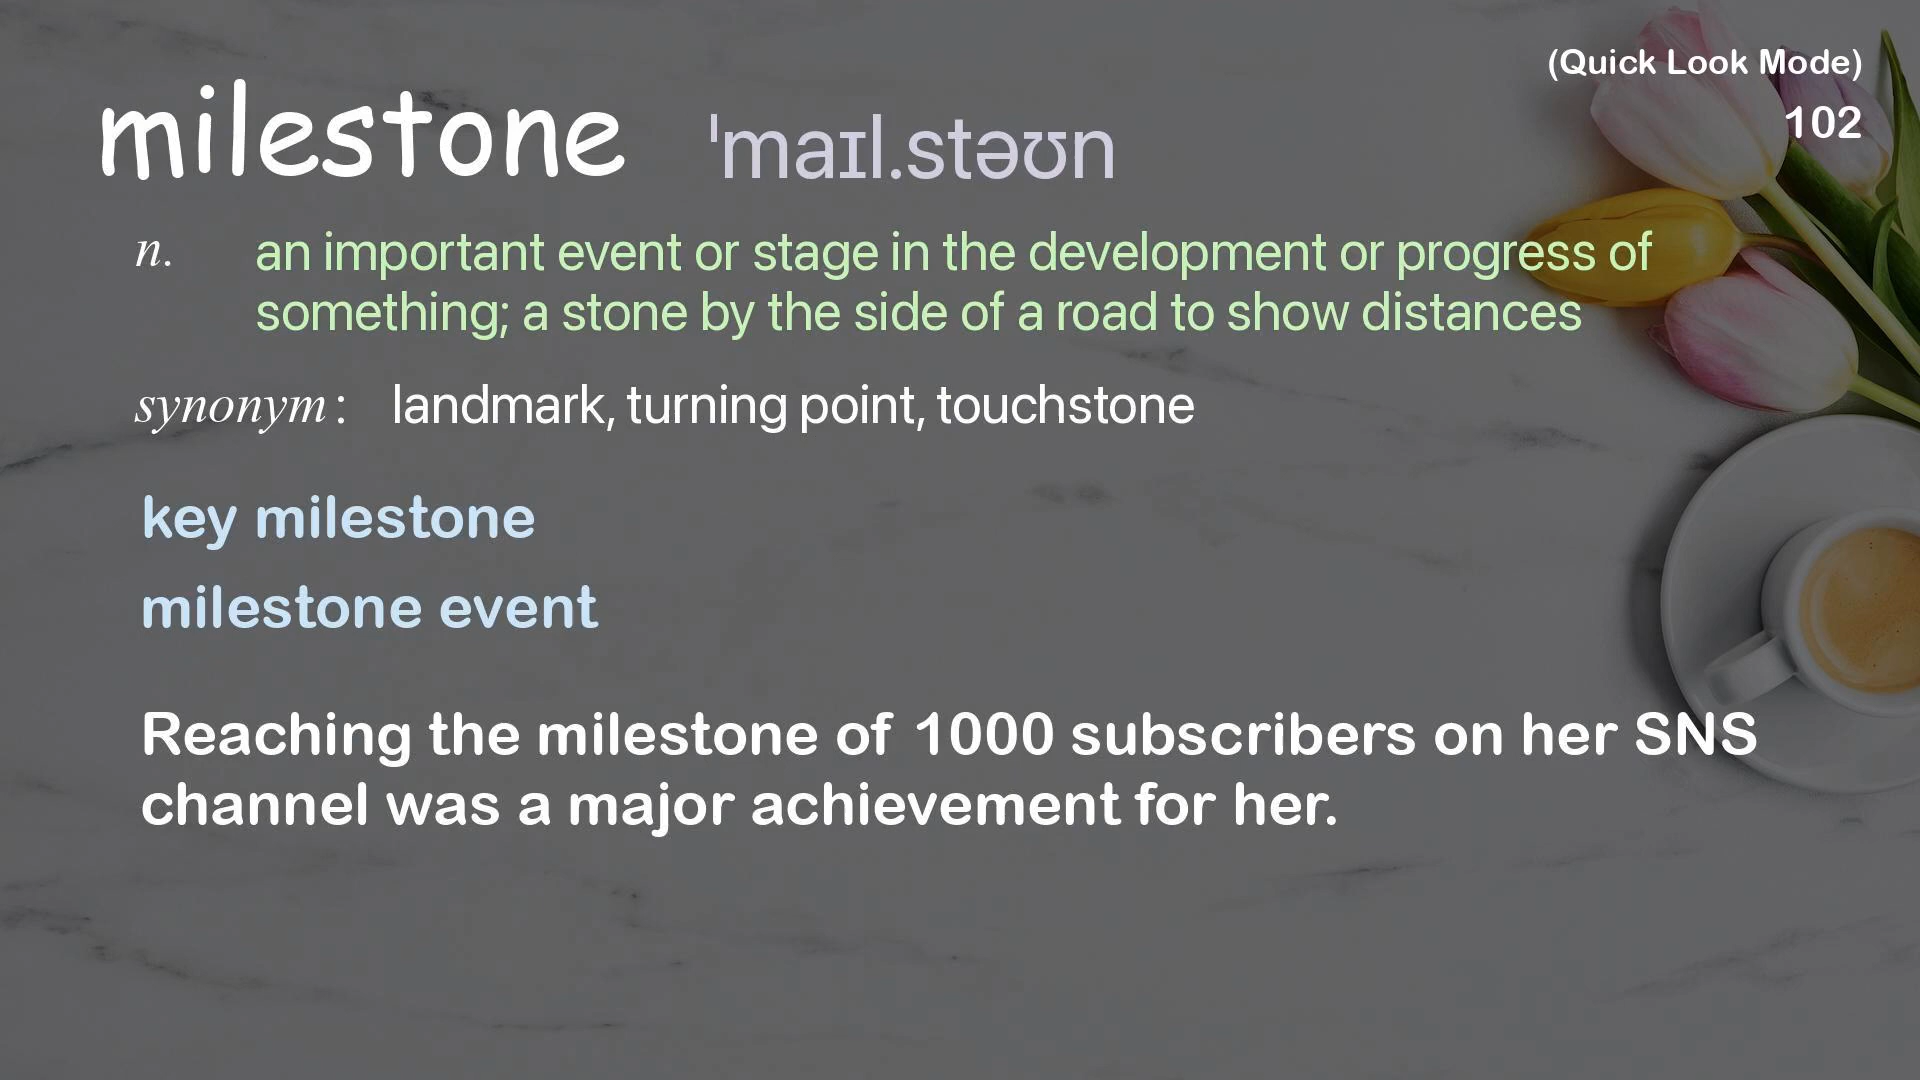 (Quick Look Mode)
102
milestone ˈmaɪl.stəʊn
n. an important event or stage in the development or progress of
something; a stone by the side of a road to show distances
synonym: landmark, turning point, touchstone
key milestone
milestone event
Reaching the milestone of 1000 subscribers on her SNS
channel was a major achievement for her.